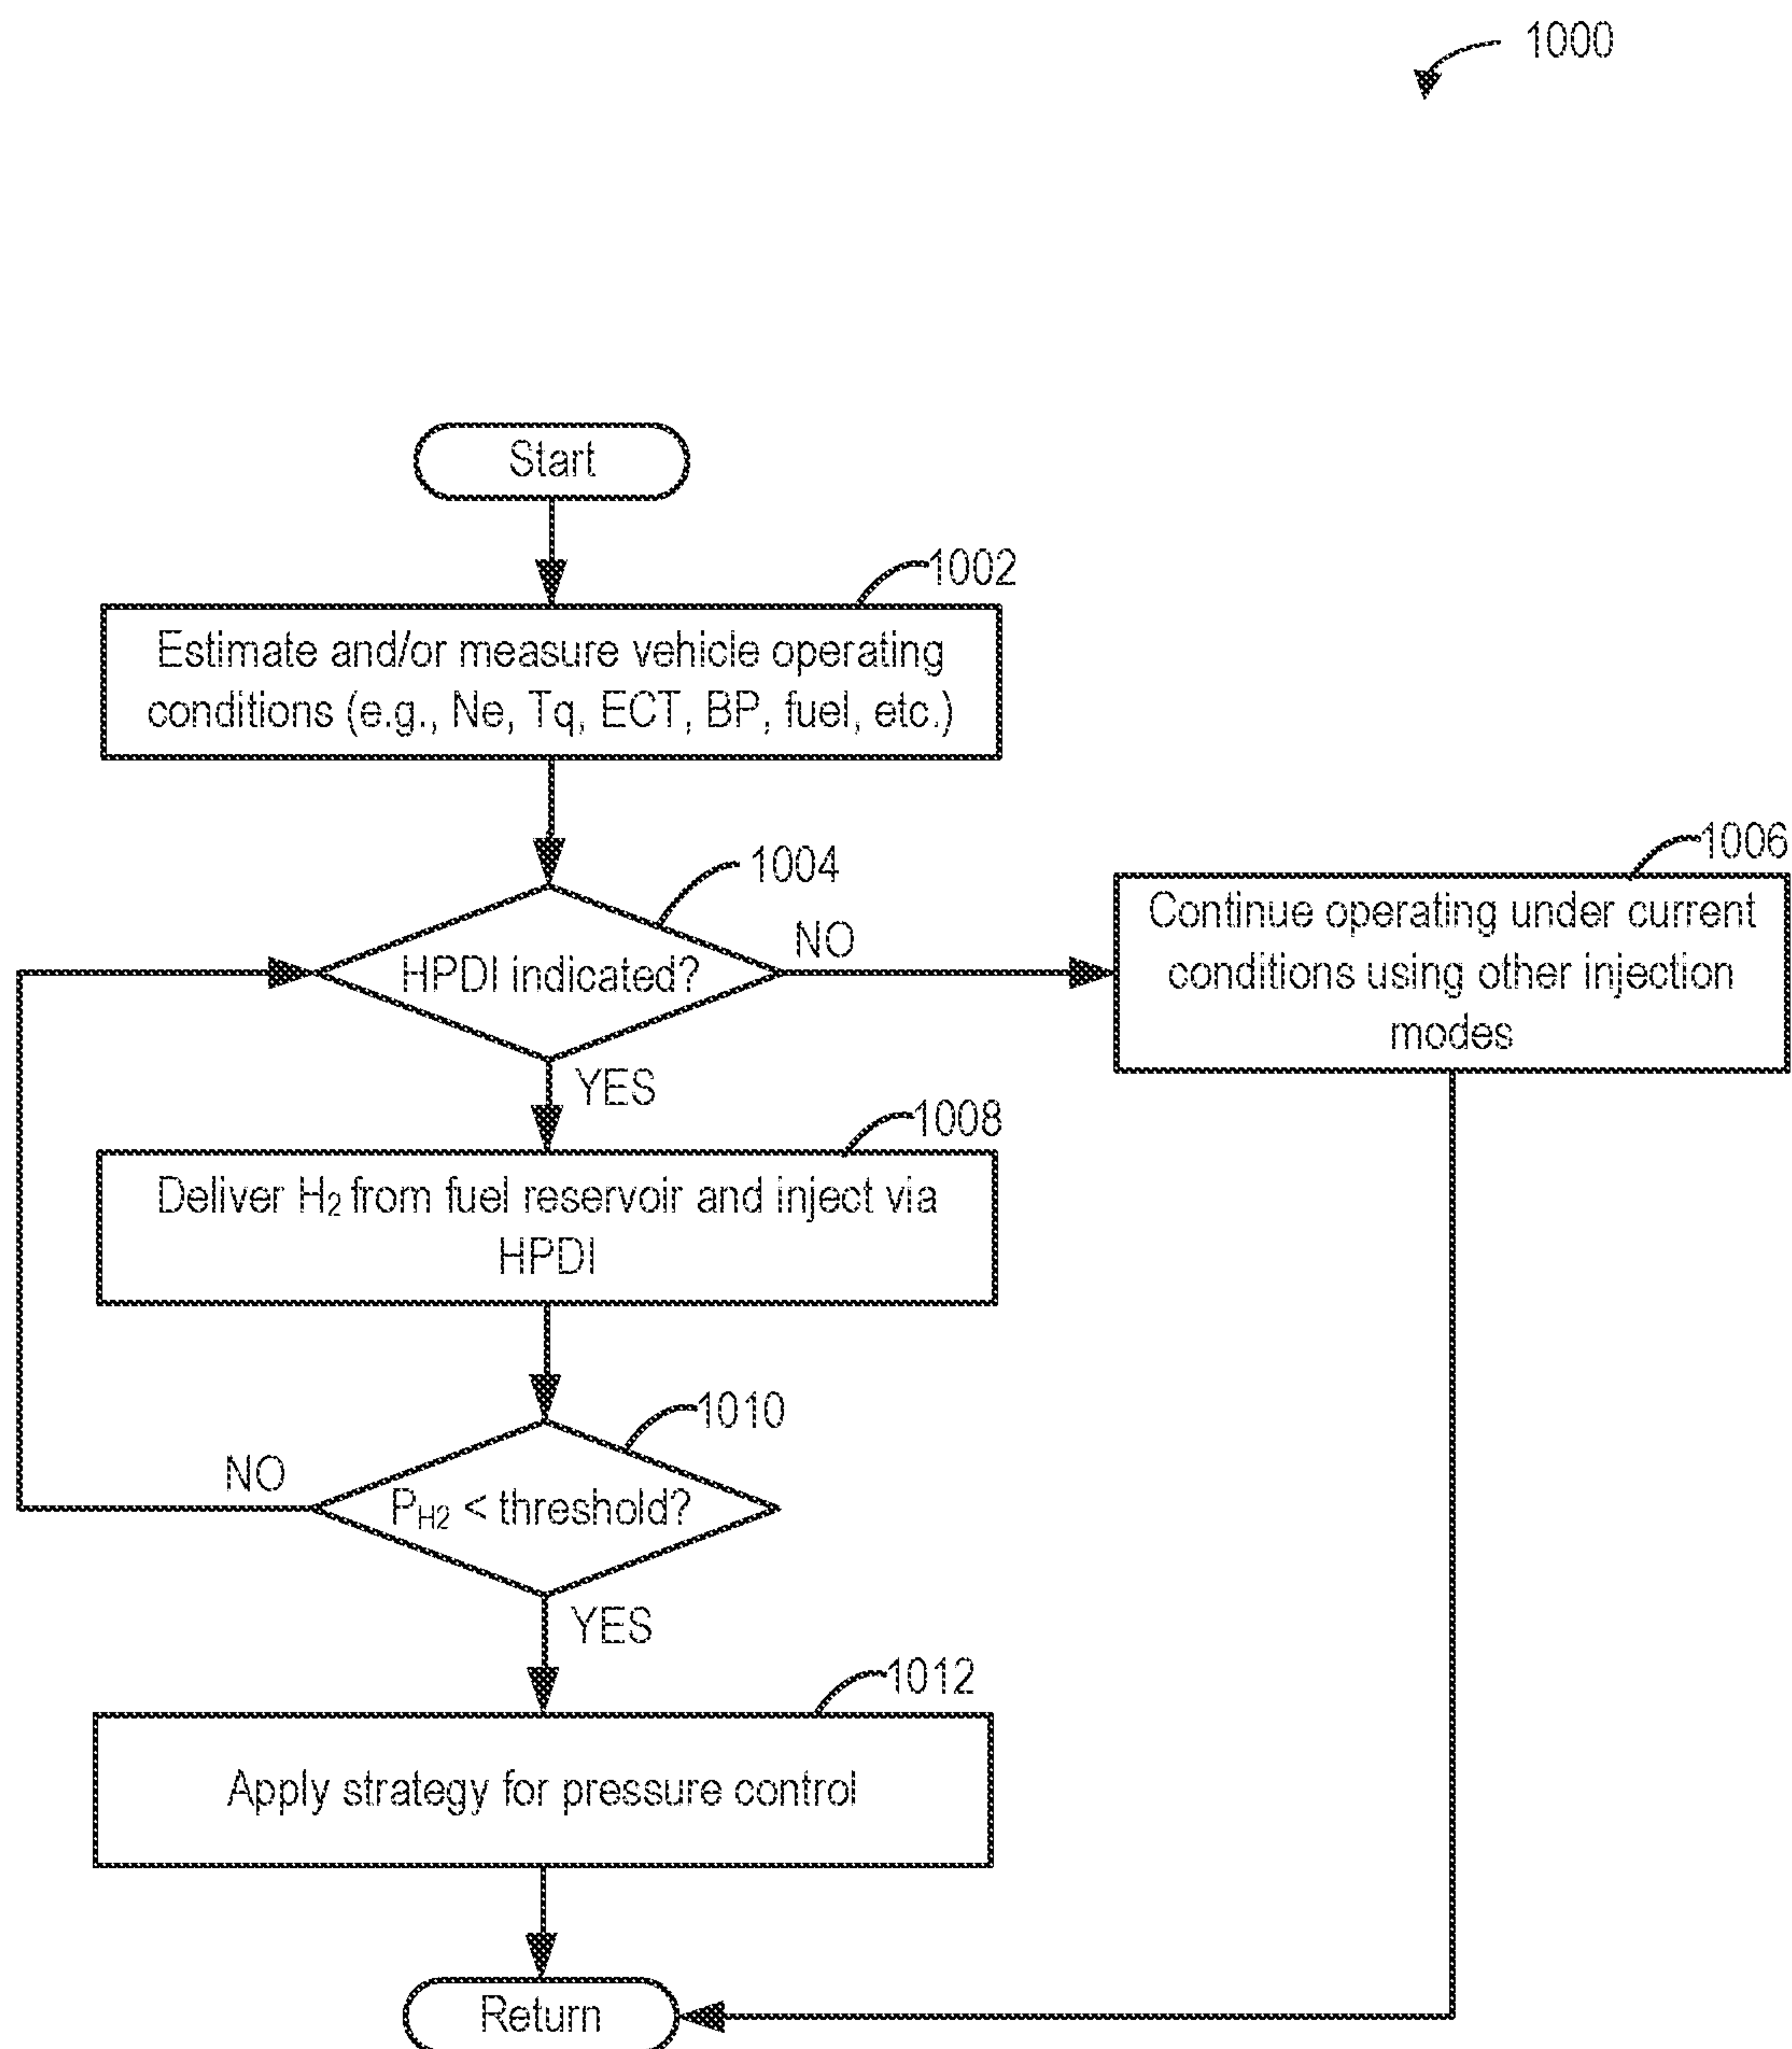 1000
Start
1002
Estimate and/or measure vehicle operating
conditions (e.g., Ne, Tq, ECT, BP, fuel, etc.)
1004
HPDI indicated?
NO
1006
Continue operating under current
conditions using other injection
modes
YES
1008
Deliver H₂ from fuel reservoir and inject via
HPDI
1010
NO
P_H2 < threshold?
YES
1012
Apply strategy for pressure control
Return